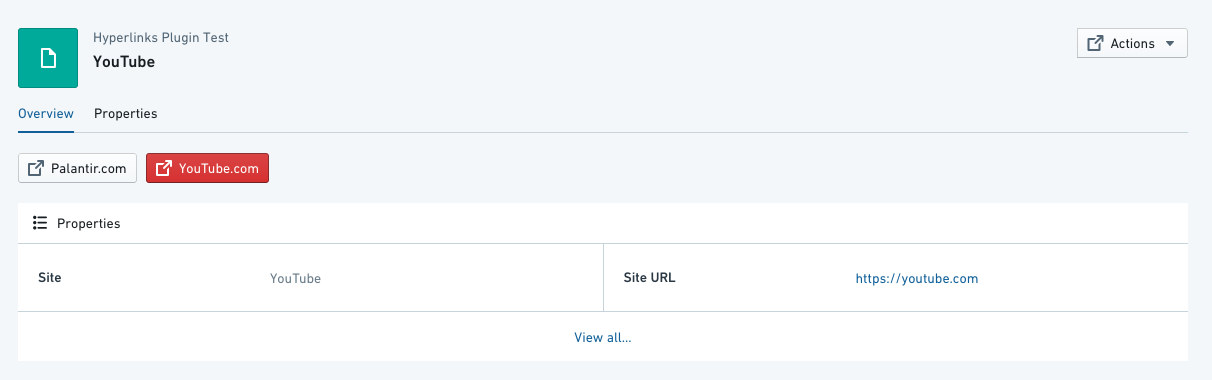 Hyperlinks Plugin Test
YouTube
Actions
Overview Properties
Palantir.com YouTube.com
Properties
Site YouTube Site URL https://youtube.com
View all...